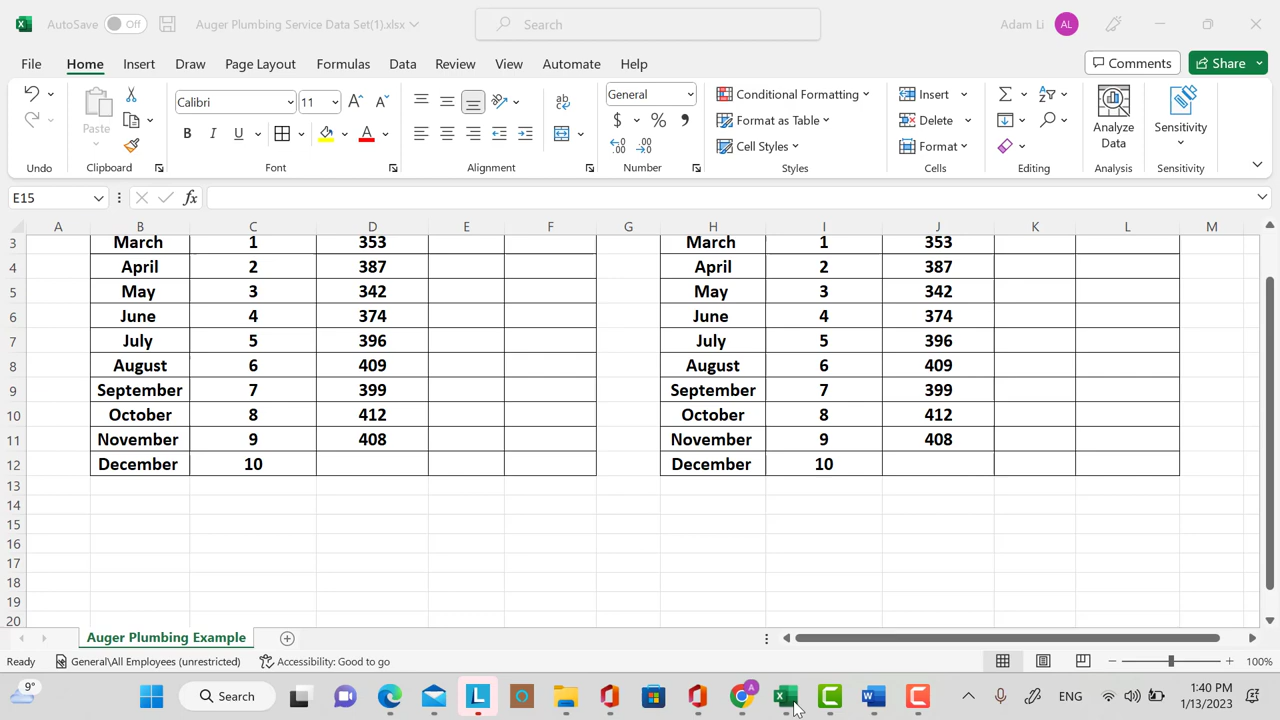 AutoSave Off Auger Plumbing Service Data Set(1).xlsx Search Adam Li AL
File Home Insert Draw Page Layout Formulas Data Review View Automate Help Comments Share
Paste Calibri 11 General Conditional Formatting Insert
$ % , Format as Table Delete Analyze Data Sensitivity
B I U A Cell Styles Format
Undo Clipboard Font Alignment Number Styles Cells Editing Analysis Sensitivity
E15 fx
A B C D E F G H I J K L M
3 March 1 353 March 1 353
4 April 2 387 April 2 387
5 May 3 342 May 3 342
6 June 4 374 June 4 374
7 July 5 396 July 5 396
8 August 6 409 August 6 409
9 September 7 399 September 7 399
10 October 8 412 October 8 412
11 November 9 408 November 9 408
12 December 10 December 10
13
14
15
16
17
18
19
20
Auger Plumbing Example
Ready General\All Employees (unrestricted) Accessibility: Good to go 100%
9° Search ENG 1:40 PM
1/13/2023